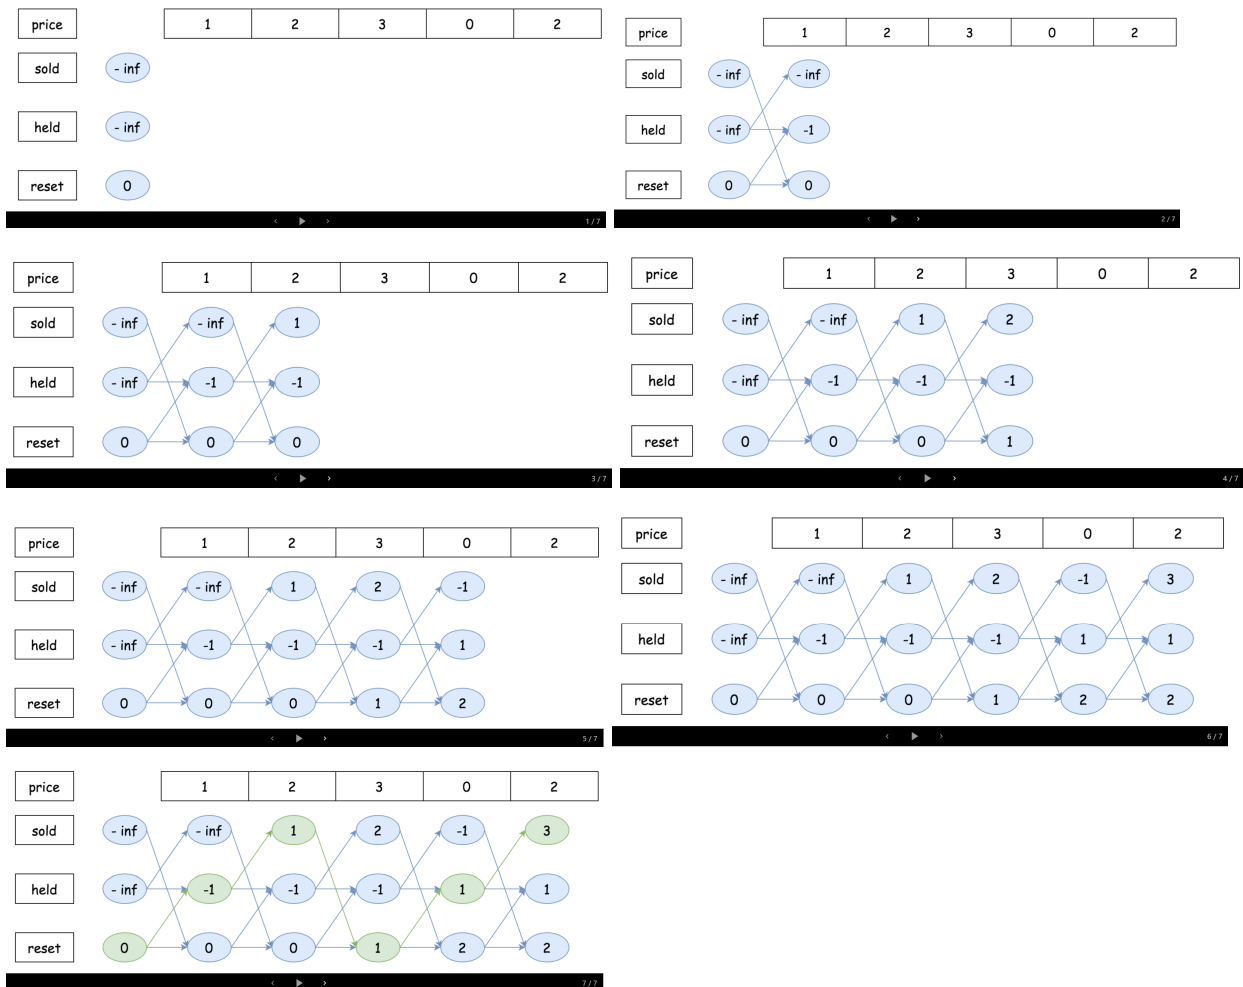 price 1 2 3 0 2
sold - inf
held - inf
reset 0
1 / 7
price 1 2 3 0 2
sold - inf - inf
held - inf -1
reset 0 0
2 / 7
price 1 2 3 0 2
sold - inf - inf 1
held - inf -1 -1
reset 0 0 0
3 / 7
price 1 2 3 0 2
sold - inf - inf 1 2
held - inf -1 -1 -1
reset 0 0 0 1
4 / 7
price 1 2 3 0 2
sold - inf - inf 1 2 -1
held - inf -1 -1 -1 1
reset 0 0 0 1 2
5 / 7
price 1 2 3 0 2
sold - inf - inf 1 2 -1 3
held - inf -1 -1 -1 1 1
reset 0 0 0 1 2 2
6 / 7
price 1 2 3 0 2
sold - inf - inf 1 2 -1 3
held - inf -1 -1 -1 1 1
reset 0 0 0 1 2 2
7 / 7